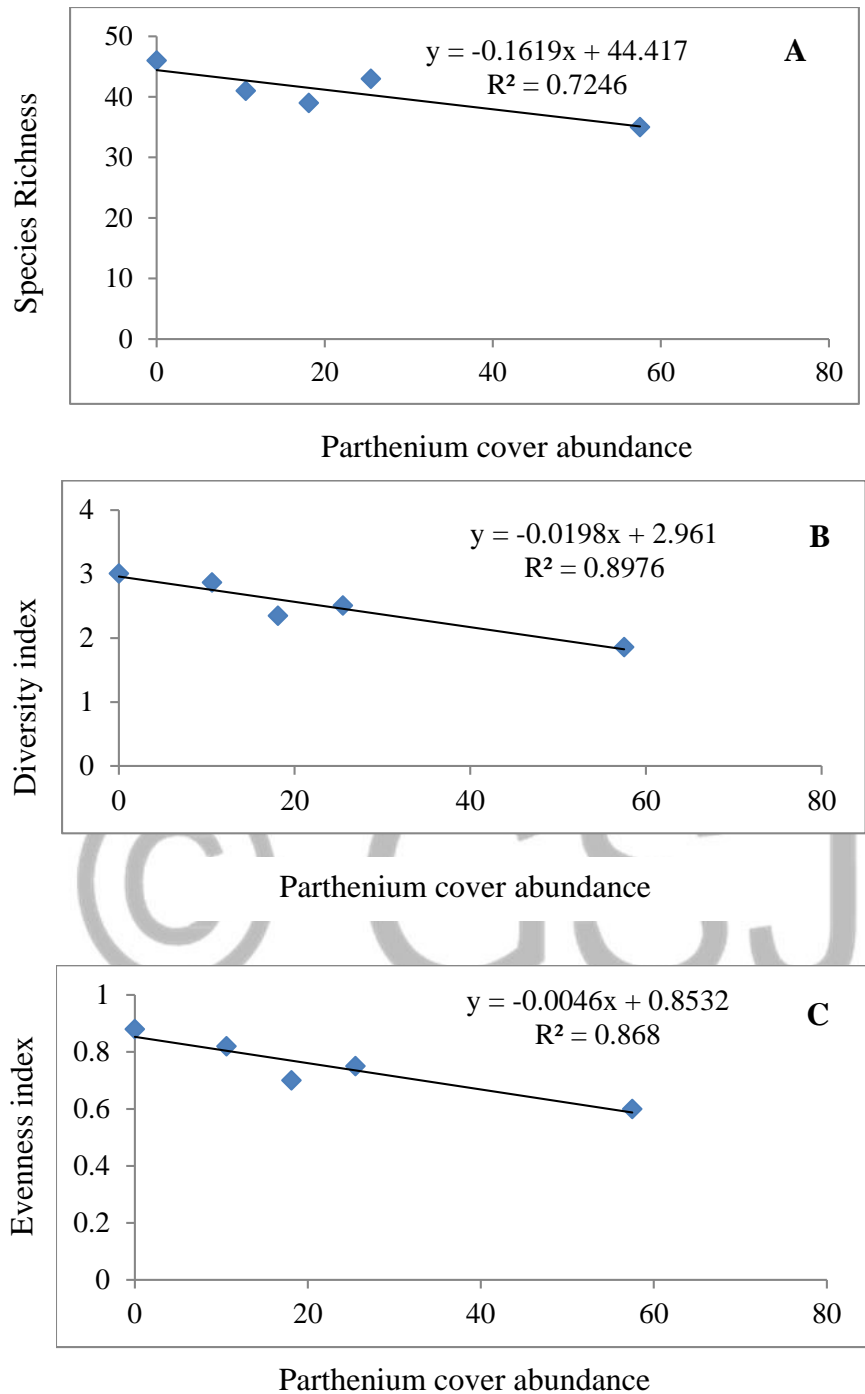 50
y = -0.1619x + 44.417
A
R² = 0.7246
40
30
20
10
0
Species Richness
0 20 40 60 80
Parthenium cover abundance
4
y = -0.0198x + 2.961
B
R² = 0.8976
3
2
1
0
Diversity index
0 20 40 60 80
Parthenium cover abundance
© GSJ
1
y = -0.0046x + 0.8532
C
R² = 0.868
0.8
0.6
0.4
0.2
0
Evenness index
0 20 40 60 80
Parthenium cover abundance